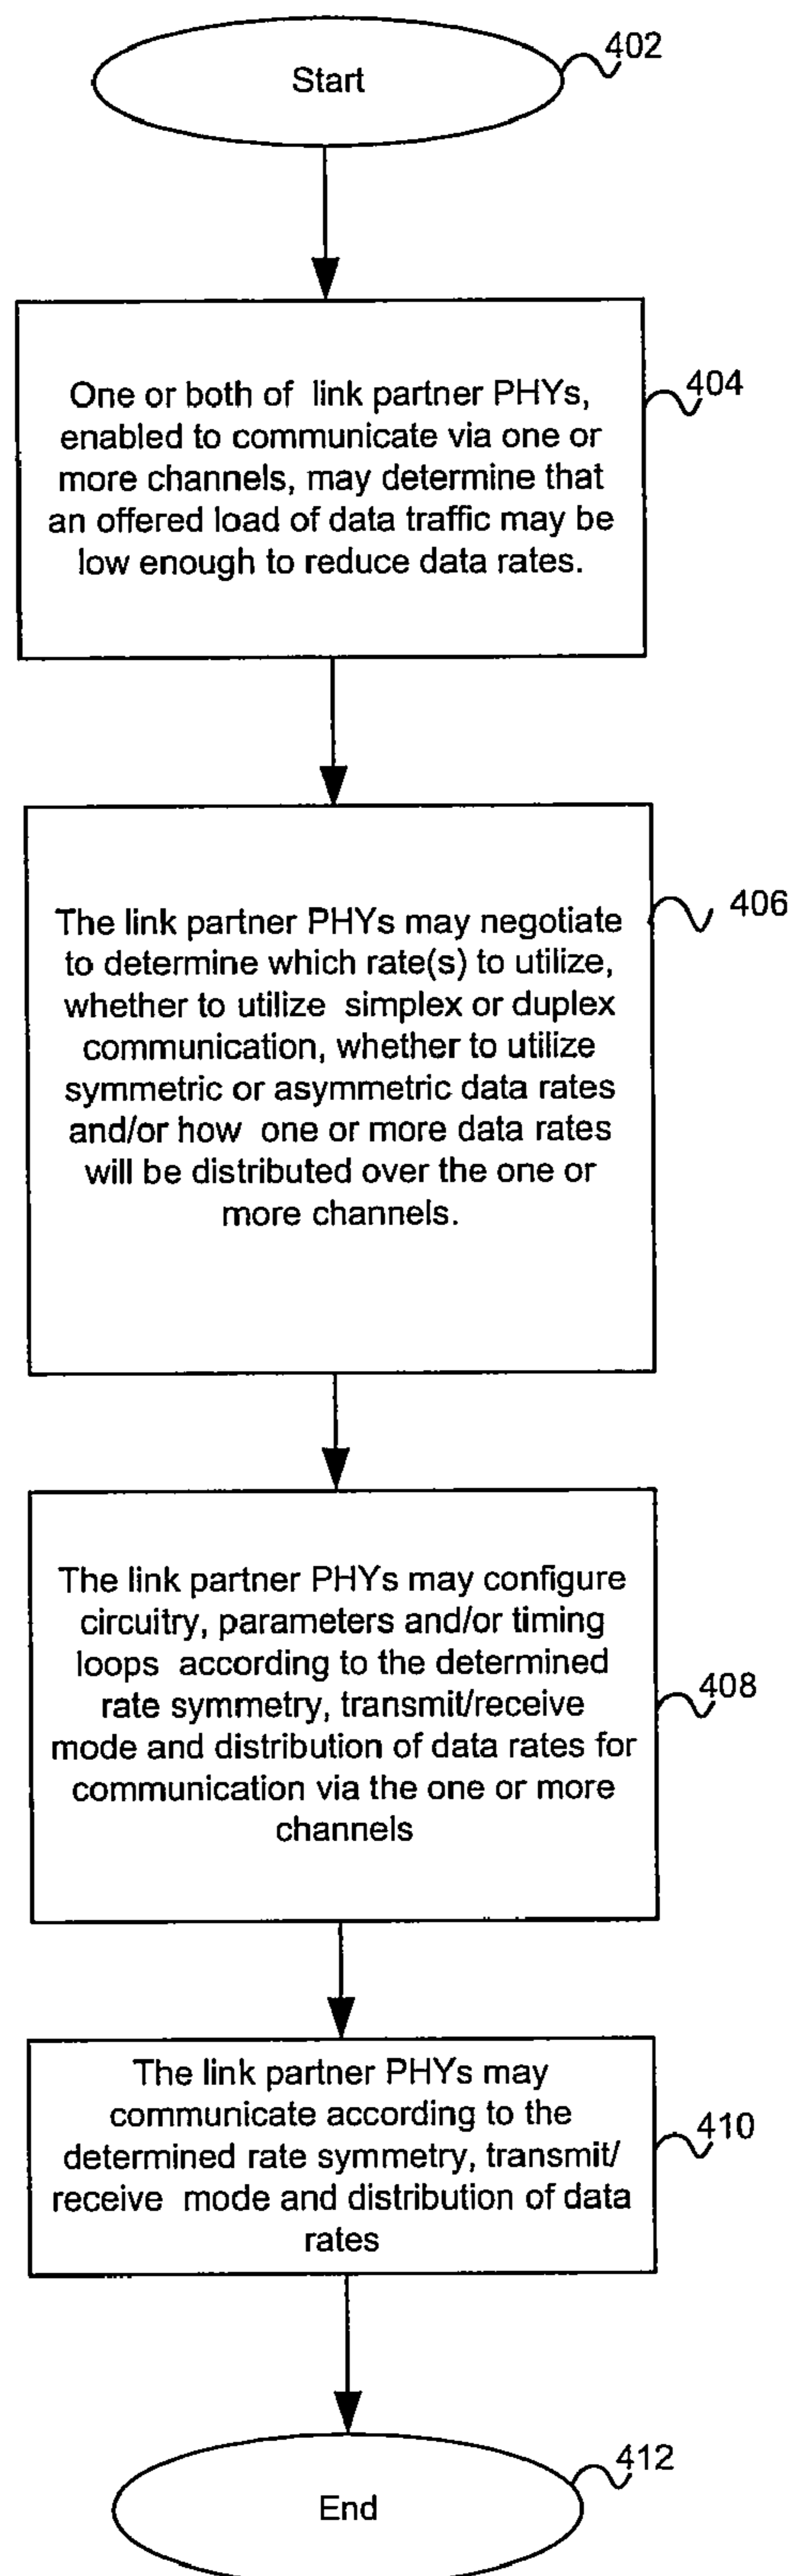 Start
402
One or both of link partner PHYs,
enabled to communicate via one or
more channels, may determine that
an offered load of data traffic may be
low enough to reduce data rates.
404
The link partner PHYs may negotiate
to determine which rate(s) to utilize,
whether to utilize simplex or duplex
communication, whether to utilize
symmetric or asymmetric data rates
and/or how one or more data rates
will be distributed over the one or
more channels.
406
The link partner PHYs may configure
circuitry, parameters and/or timing
loops according to the determined
rate symmetry, transmit/receive
mode and distribution of data rates for
communication via the one or more
channels
408
The link partner PHYs may
communicate according to the
determined rate symmetry, transmit/
receive mode and distribution of data
rates
410
End
412